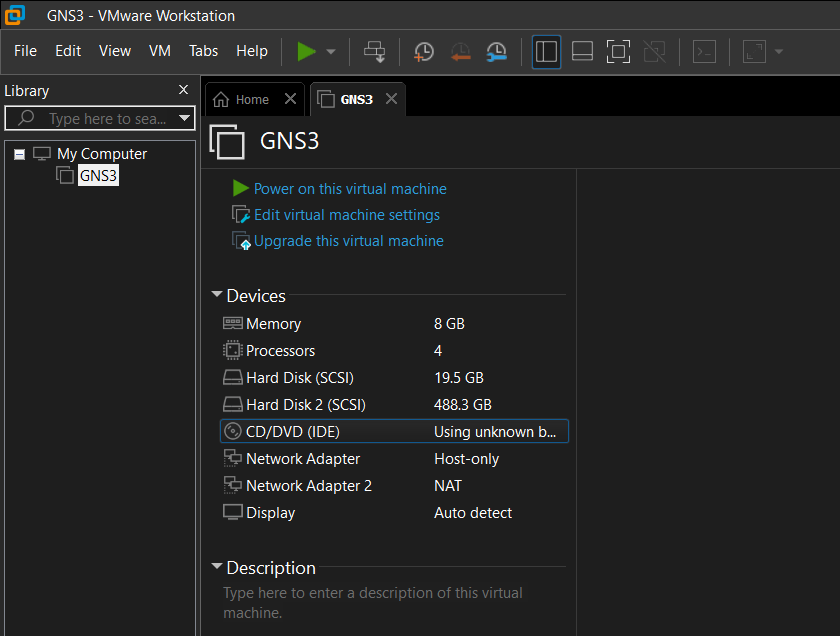 GNS3 - VMware Workstation
File Edit View VM Tabs Help
Library
Type here to sea...
My Computer
GNS3
Home GNS3
GNS3
Power on this virtual machine
Edit virtual machine settings
Upgrade this virtual machine
Devices
Memory 8 GB
Processors 4
Hard Disk (SCSI) 19.5 GB
Hard Disk 2 (SCSI) 488.3 GB
CD/DVD (IDE) Using unknown b...
Network Adapter Host-only
Network Adapter 2 NAT
Display Auto detect
Description
Type here to enter a description of this virtual
machine.